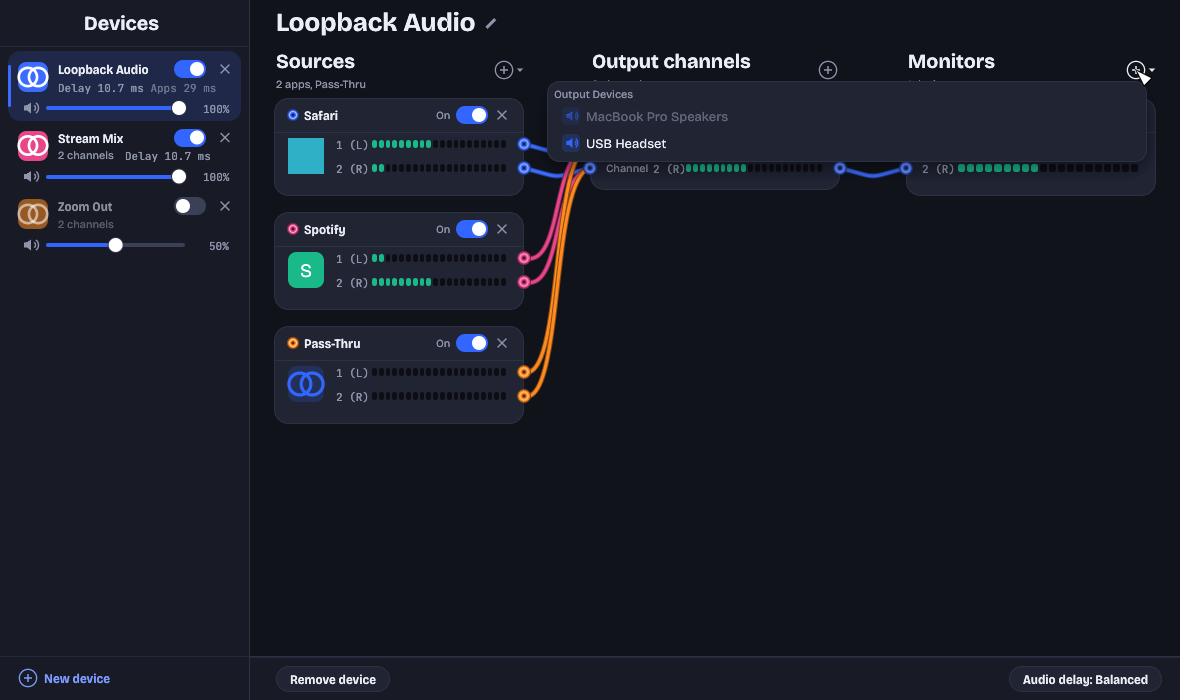 Devices
Loopback Audio
Delay 10.7 ms Apps 29 ms
100%
Stream Mix
2 channels Delay 10.7 ms
100%
Zoom Out
2 channels
50%
New device
Loopback Audio
Sources
2 apps, Pass-Thru
Output channels
Monitors
Output Devices
MacBook Pro Speakers
USB Headset
Safari On
1 (L)
2 (R)
Channel 2 (R)
2 (R)
Spotify On
S
1 (L)
2 (R)
Pass-Thru On
1 (L)
2 (R)
Remove device
Audio delay: Balanced